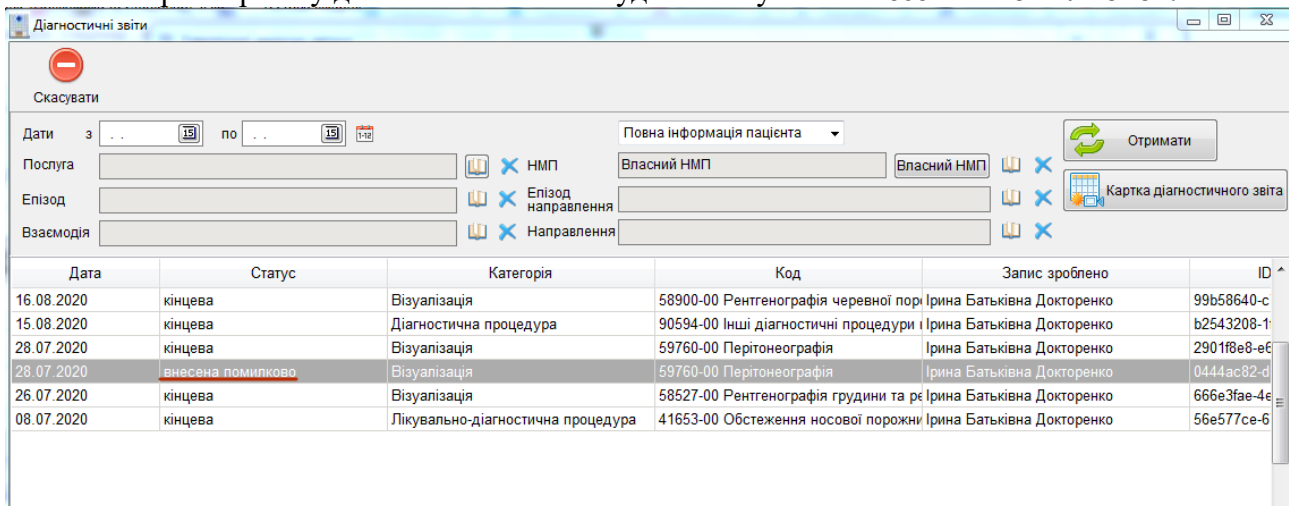 Діагностичні звіти
Скасувати
Дати з . . 15 по . . 15 1-12 Повна інформація пацієнта Отримати
Послуга НМП Власний НМП Власний НМП
Картка діагностичного звіта
Епізод Епізод направлення
Взаємодія Направлення
Дата Статус Категорія Код Запис зроблено ID
16.08.2020 кінцева Візуалізація 58900-00 Рентгенографія черевної пор Ірина Батьківна Докторенко 99b58640-c
15.08.2020 кінцева Діагностична процедура 90594-00 Інші діагностичні процедури Ірина Батьківна Докторенко b2543208-1
28.07.2020 кінцева Візуалізація 59760-00 Перітонеографія Ірина Батьківна Докторенко 2901f8e8-e6
28.07.2020 внесена помилково Візуалізація 59760-00 Перітонеографія Ірина Батьківна Докторенко 0444ac82-d
26.07.2020 кінцева Візуалізація 58527-00 Рентгенографія грудини та ре Ірина Батьківна Докторенко 666e3fae-4e
08.07.2020 кінцева Лікувально-діагностична процедура 41653-00 Обстеження носової порожни Ірина Батьківна Докторенко 56e577ce-6